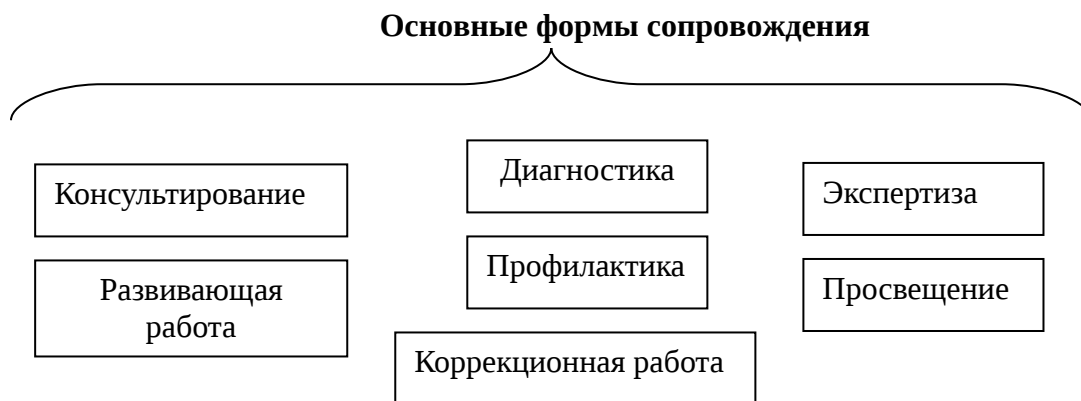 Основные формы сопровождения
Консультирование
Диагностика
Экспертиза
Развивающая
работа
Профилактика
Просвещение
Коррекционная работа